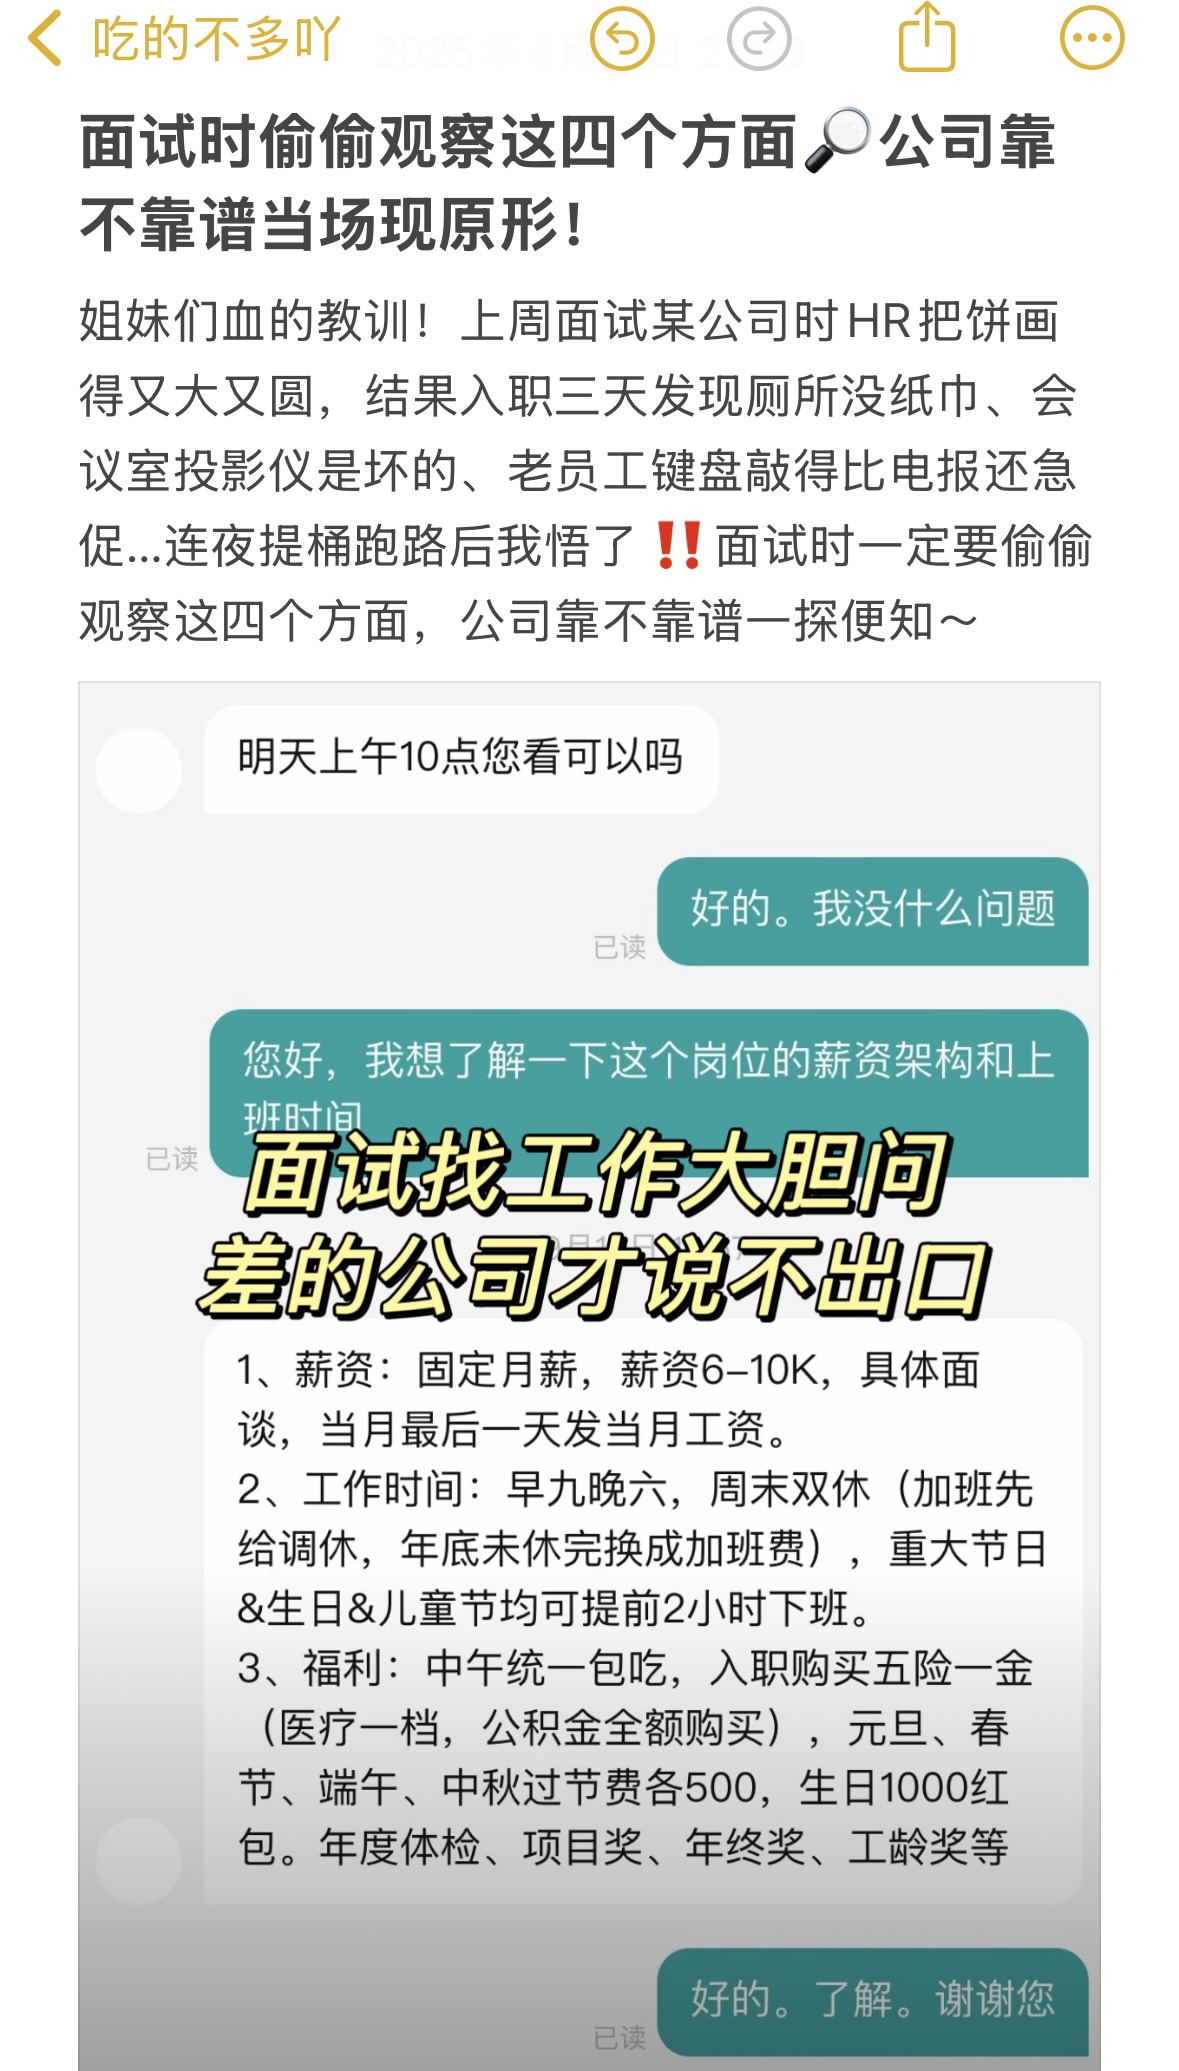 吃的不多吖
面试时偷偷观察这四个方面🔍公司靠
不靠谱当场现原形！
姐妹们血的教训！上周面试某公司时HR把饼画
得又大又圆，结果入职三天发现厕所没纸巾、会
议室投影仪是坏的、老员工键盘敲得比电报还急
促...连夜提桶跑路后我悟了‼️面试时一定要偷偷
观察这四个方面，公司靠不靠谱一探便知～
明天上午10点您看可以吗
好的。我没什么问题
已读
您好，我想了解一下这个岗位的薪资架构和上
班时间
已读
面试找工作大胆问
差的公司才说不出口
1、薪资：固定月薪，薪资6-10K，具体面
谈，当月最后一天发当月工资。
2、工作时间：早九晚六，周末双休（加班先
给调休，年底未休完换成加班费），重大节日
&生日&儿童节均可提前2小时下班。
3、福利：中午统一包吃，入职购买五险一金
（医疗一档，公积金全额购买），元旦、春
节、端午、中秋过节费各500，生日1000红
包。年度体检、项目奖、年终奖、工龄奖等
好的。了解。谢谢您
已读